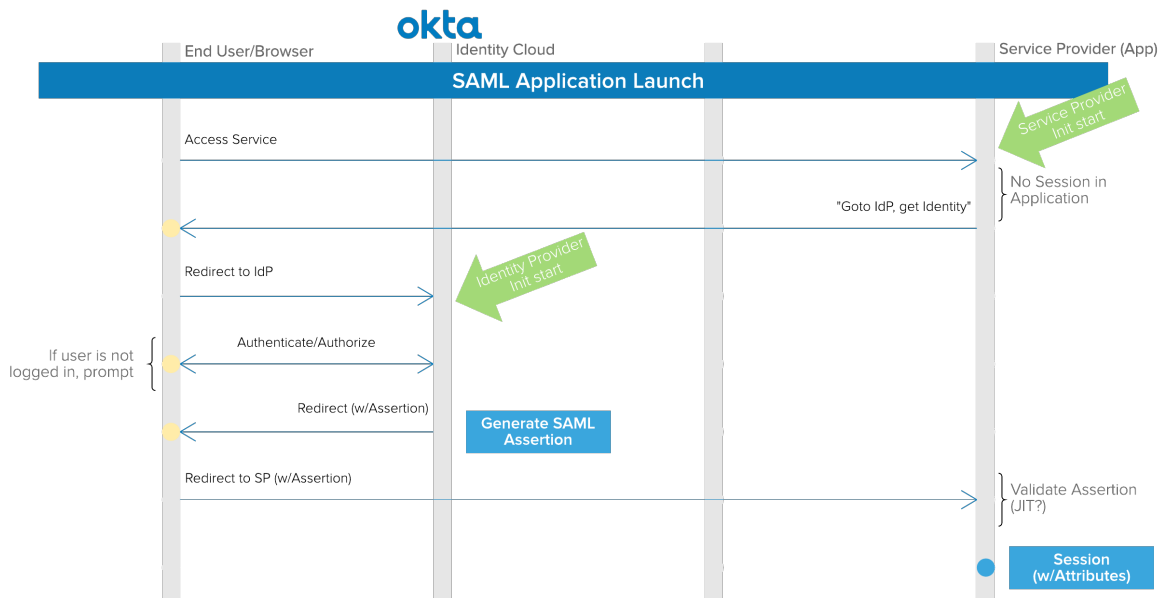 okta
End User/Browser
Identity Cloud
Service Provider (App)
SAML Application Launch
Service Provider
Init start
Access Service
No Session in
Application
"Goto IdP, get Identity"
Identity Provider
Init start
Redirect to IdP
If user is not
logged in, prompt
Authenticate/Authorize
Redirect (w/Assertion)
Generate SAML
Assertion
Redirect to SP (w/Assertion)
Validate Assertion
(JIT?)
Session
(w/Attributes)